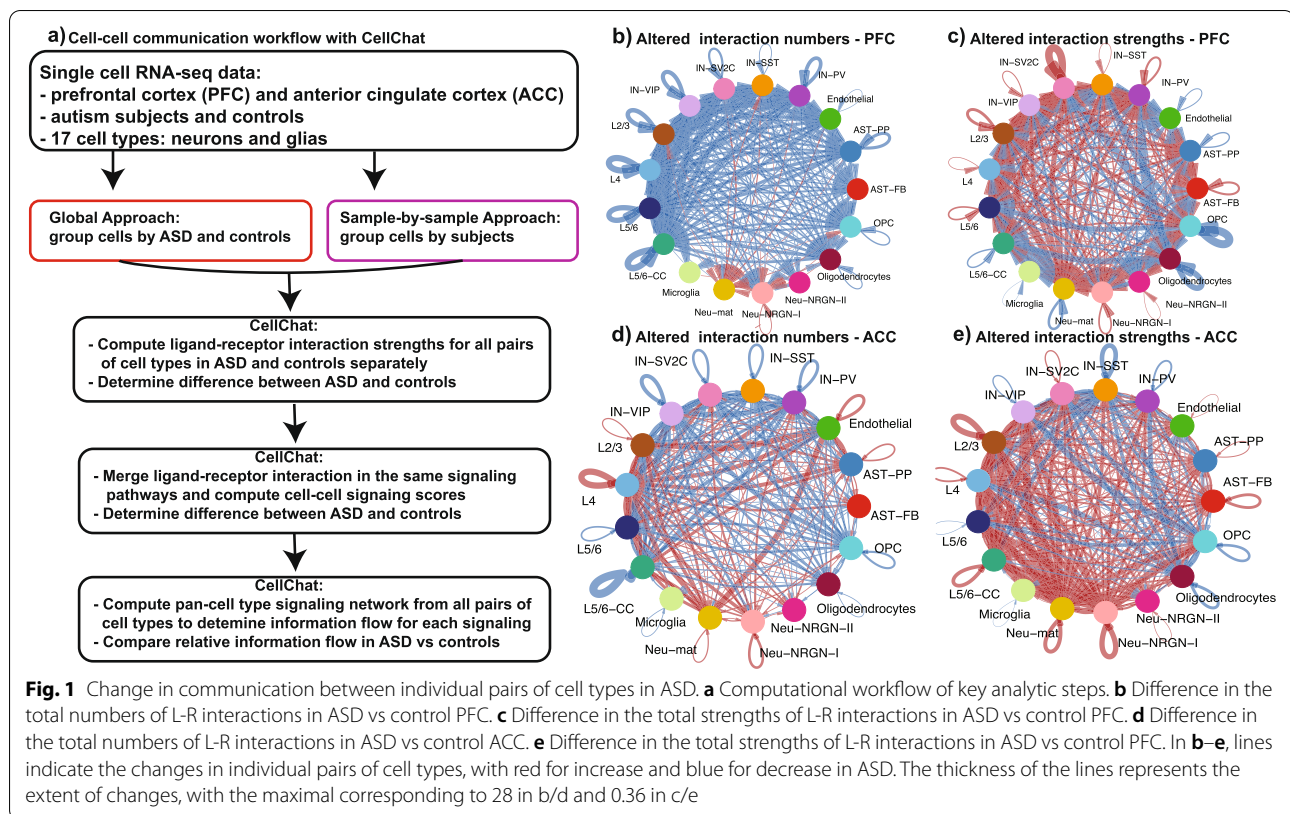 a) Cell-cell communication workflow with CellChat
Single cell RNA-seq data:
- prefrontal cortex (PFC) and anterior cingulate cortex (ACC)
- autism subjects and controls
- 17 cell types: neurons and glias
Global Approach:
group cells by ASD and controls
Sample-by-sample Approach:
group cells by subjects
CellChat:
- Compute ligand-receptor interaction strengths for all pairs
of cell types in ASD and controls separately
- Determine difference between ASD and controls
CellChat:
- Merge ligand-receptor interaction in the same signaling
pathways and compute cell-cell signaing scores
- Determine difference between ASD and controls
CellChat:
- Compute pan-cell type signaling network from all pairs of
cell types to detemine information flow for each signaling
- Compare relative information flow in ASD vs controls
b) Altered interaction numbers - PFC
IN−SST
IN−SV2C
IN−PV
IN−VIP
Endothelial
L2/3
AST−PP
L4
AST−FB
L5/6
OPC
L5/6−CC
Oligodendrocytes
Microglia
Neu−NRGN−II
Neu−mat
Neu−NRGN−I
c) Altered interaction strengths - PFC
IN−SST
IN−SV2C
IN−PV
IN−VIP
Endothelial
L2/3
AST−PP
L4
AST−FB
L5/6
OPC
L5/6−CC
Oligodendrocytes
Microglia
Neu−NRGN−II
Neu−mat
Neu−NRGN−I
d) Altered interaction numbers - ACC
IN−SST
IN−SV2C
IN−PV
IN−VIP
Endothelial
L2/3
AST−PP
L4
AST−FB
L5/6
OPC
L5/6−CC
Oligodendrocytes
Microglia
Neu−NRGN−II
Neu−mat
Neu−NRGN−I
e) Altered interaction strengths - ACC
IN−SST
IN−SV2C
IN−PV
IN−VIP
Endothelial
L2/3
AST−PP
L4
AST−FB
L5/6
OPC
L5/6−CC
Oligodendrocytes
Microglia
Neu−NRGN−II
Neu−mat
Neu−NRGN−I
Fig. 1 Change in communication between individual pairs of cell types in ASD. a Computational workflow of key analytic steps. b Difference in the
total numbers of L-R interactions in ASD vs control PFC. c Difference in the total strengths of L-R interactions in ASD vs control PFC. d Difference in
the total numbers of L-R interactions in ASD vs control ACC. e Difference in the total strengths of L-R interactions in ASD vs control PFC. In b–e, lines
indicate the changes in individual pairs of cell types, with red for increase and blue for decrease in ASD. The thickness of the lines represents the
extent of changes, with the maximal corresponding to 28 in b/d and 0.36 in c/e